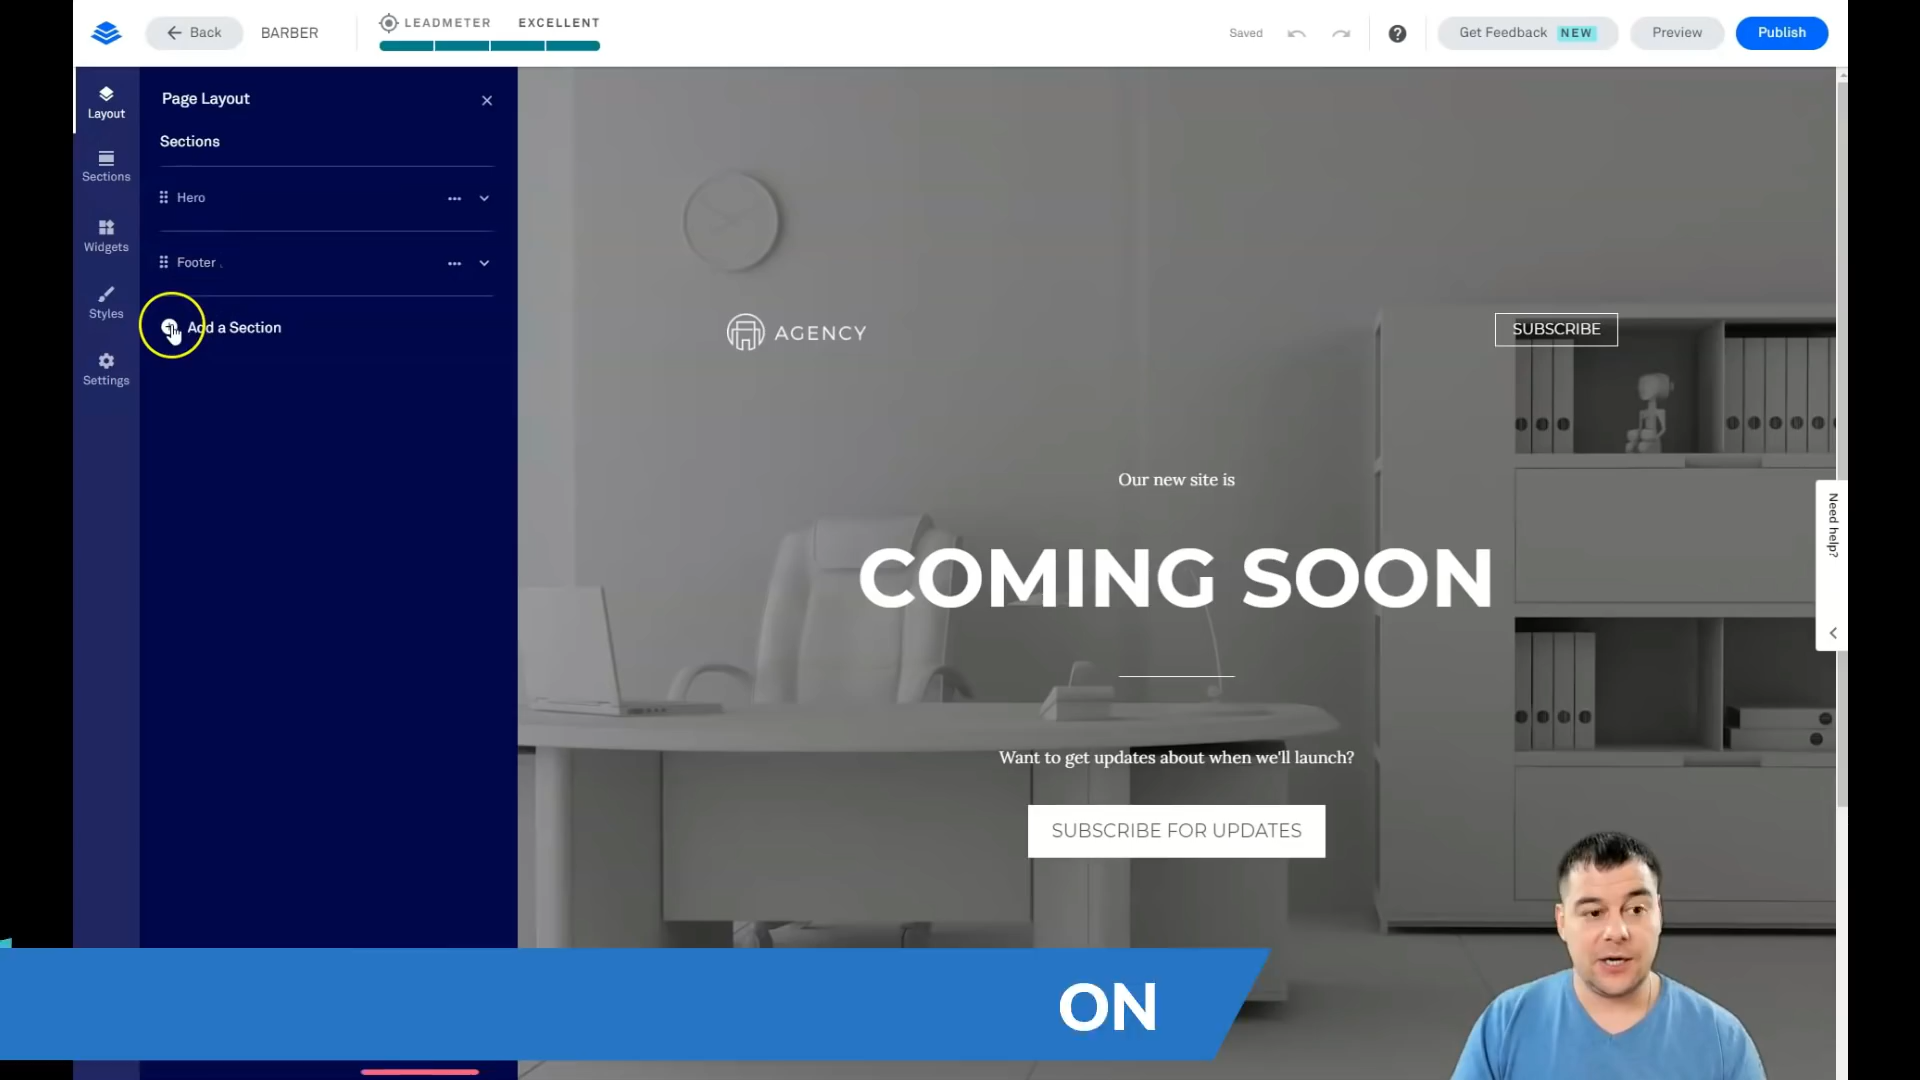 Back
BARBER
LEADMETER
EXCELLENT
Saved
Get Feedback NEW
Preview
Publish
Layout
Sections
Widgets
Styles
Settings
Page Layout
Sections
Hero
Footer
Add a Section
AGENCY
SUBSCRIBE
Our new site is
COMING SOON
Want to get updates about when we'll launch?
SUBSCRIBE FOR UPDATES
Need help?
ON